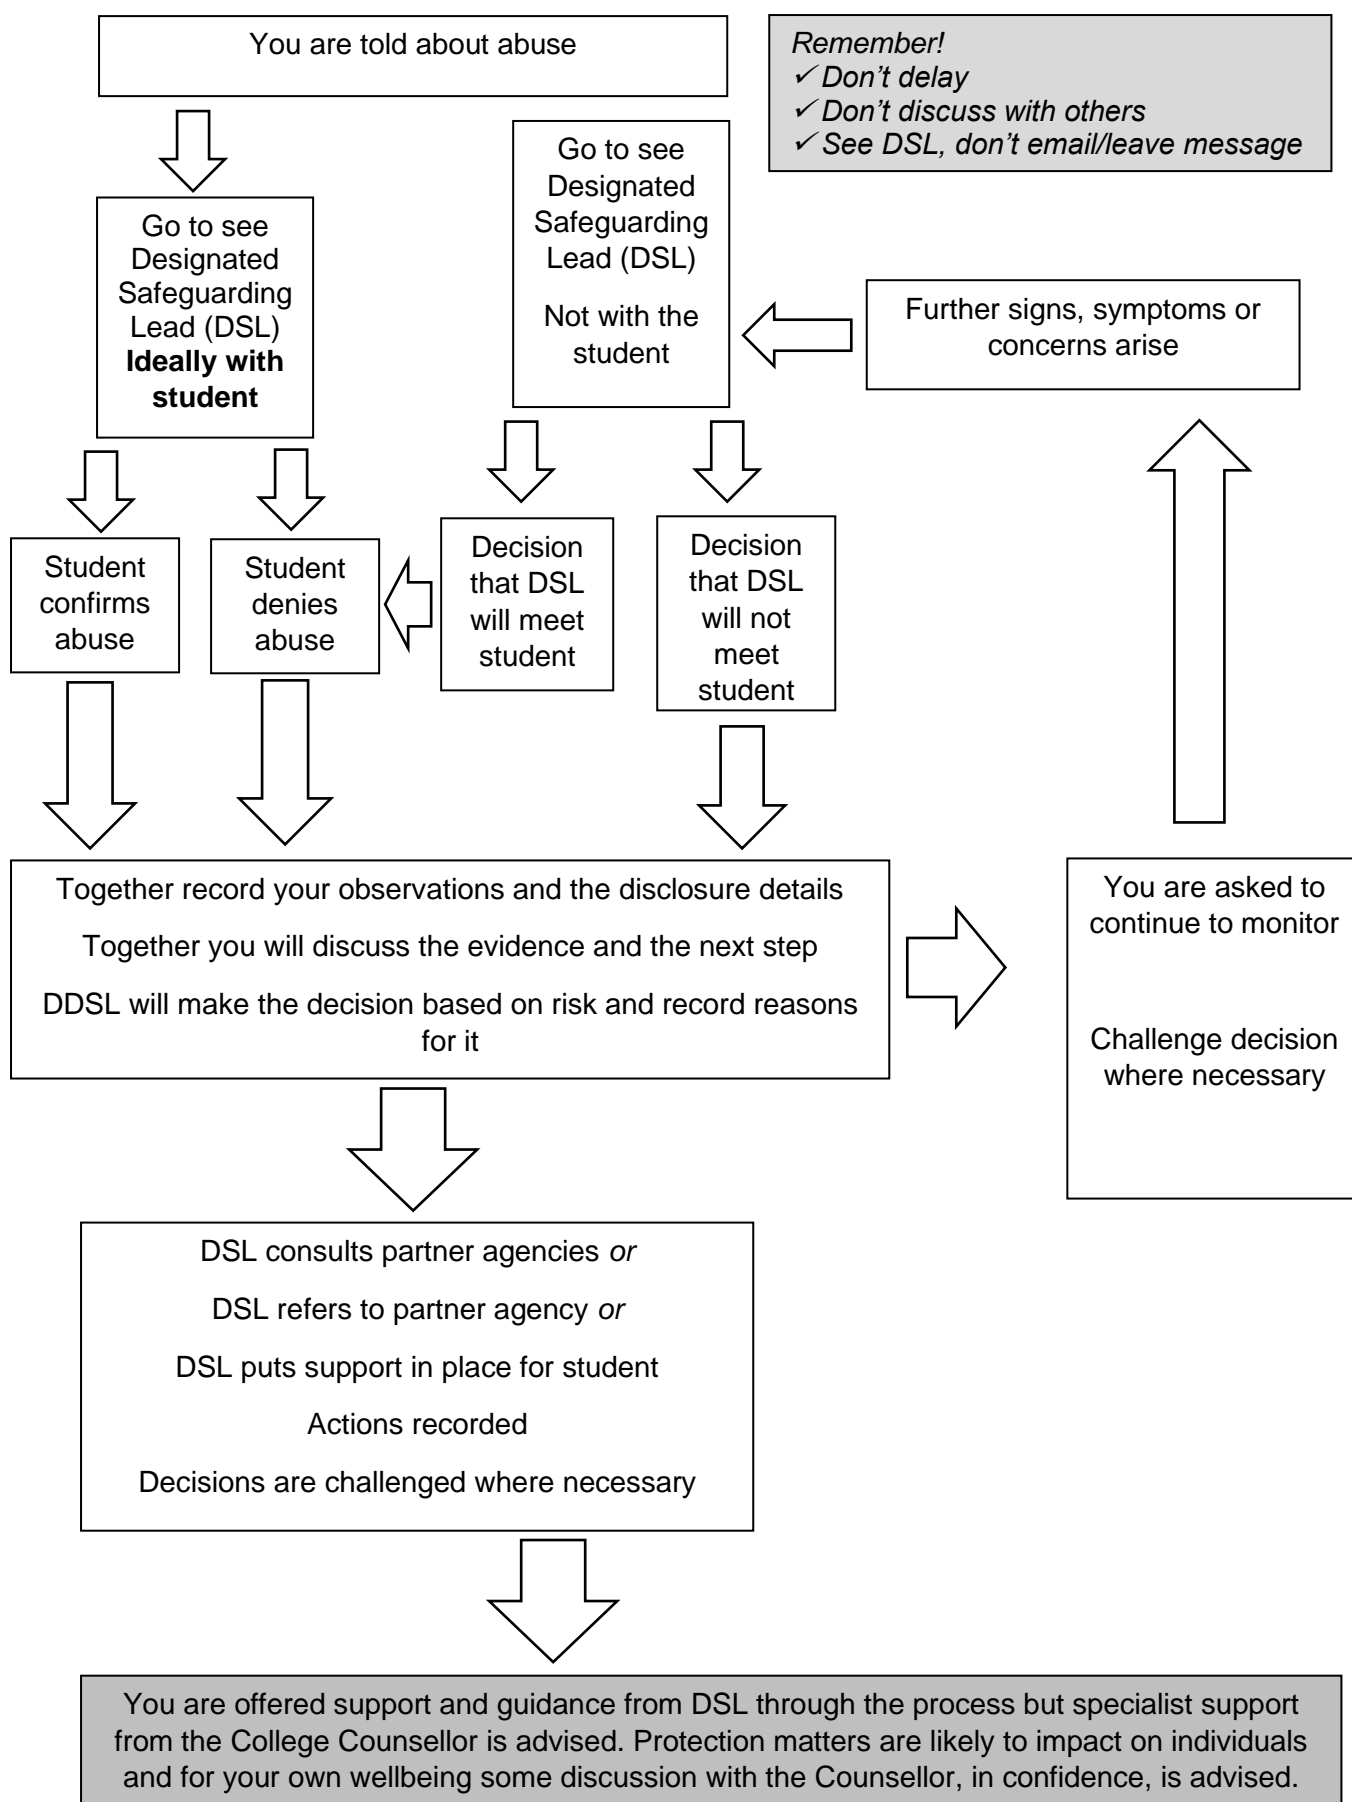 You are told about abuse
Remember!
✓ Don’t delay
✓ Don’t discuss with others
✓ See DSL, don’t email/leave message
Go to see
Designated
Safeguarding
Lead (DSL)
Ideally with
student
Go to see
Designated
Safeguarding
Lead (DSL)
Not with the
student
Further signs, symptoms or
concerns arise
Student
confirms
abuse
Student
denies
abuse
Decision
that DSL
will meet
student
Decision
that DSL
will not
meet
student
Together record your observations and the disclosure details
Together you will discuss the evidence and the next step
DDSL will make the decision based on risk and record reasons
for it
You are asked to
continue to monitor
Challenge decision
where necessary
DSL consults partner agencies or
DSL refers to partner agency or
DSL puts support in place for student
Actions recorded
Decisions are challenged where necessary
You are offered support and guidance from DSL through the process but specialist support
from the College Counsellor is advised. Protection matters are likely to impact on individuals
and for your own wellbeing some discussion with the Counsellor, in confidence, is advised.